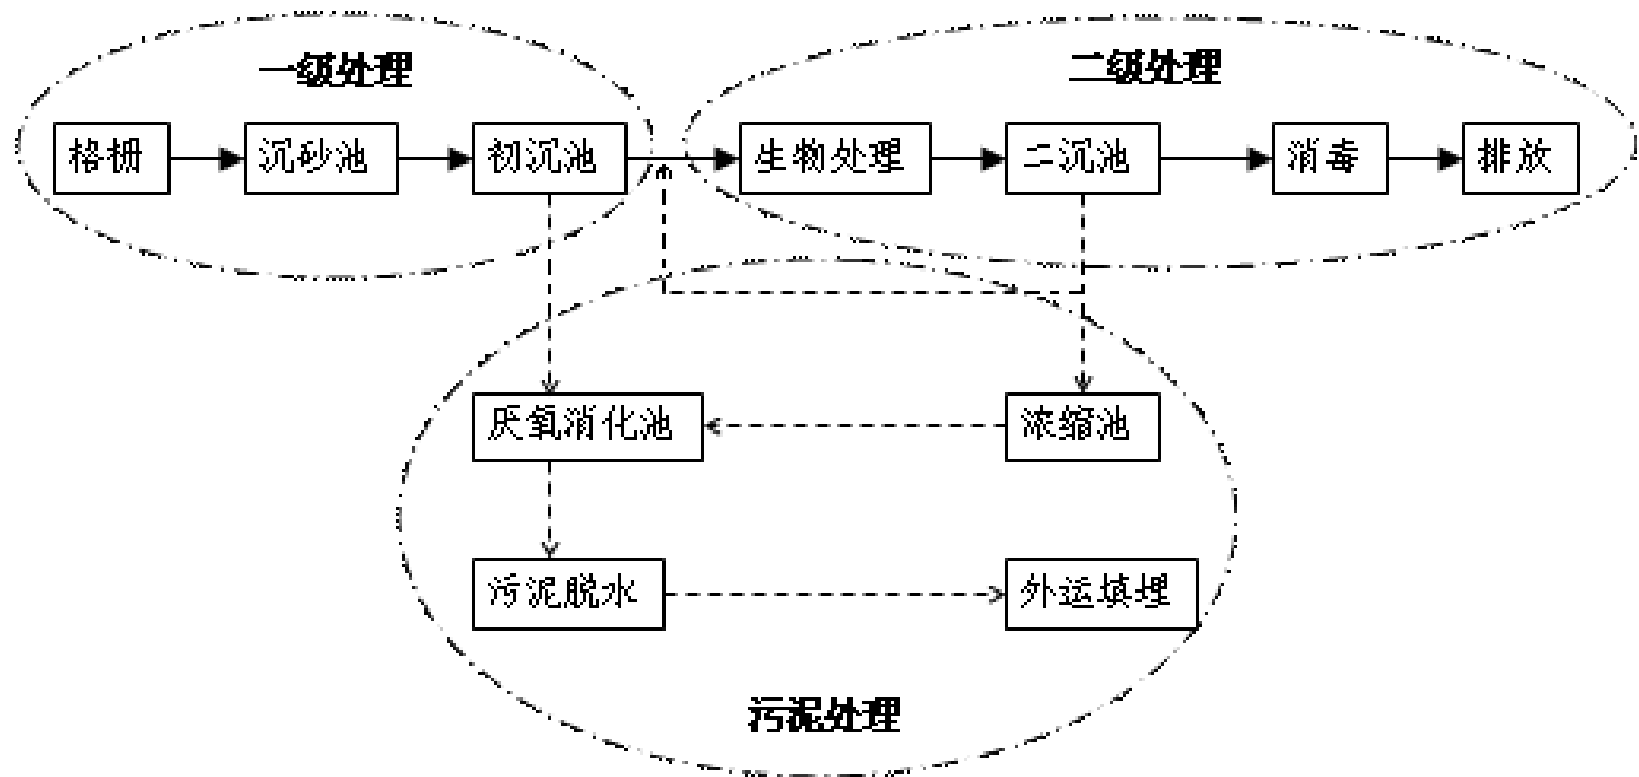 一级处理
二级处理
格栅
沉砂池
初沉池
生物处理
二沉池
消毒
排放
厌氧消化池
浓缩池
污泥脱水
外运填埋
污泥处理